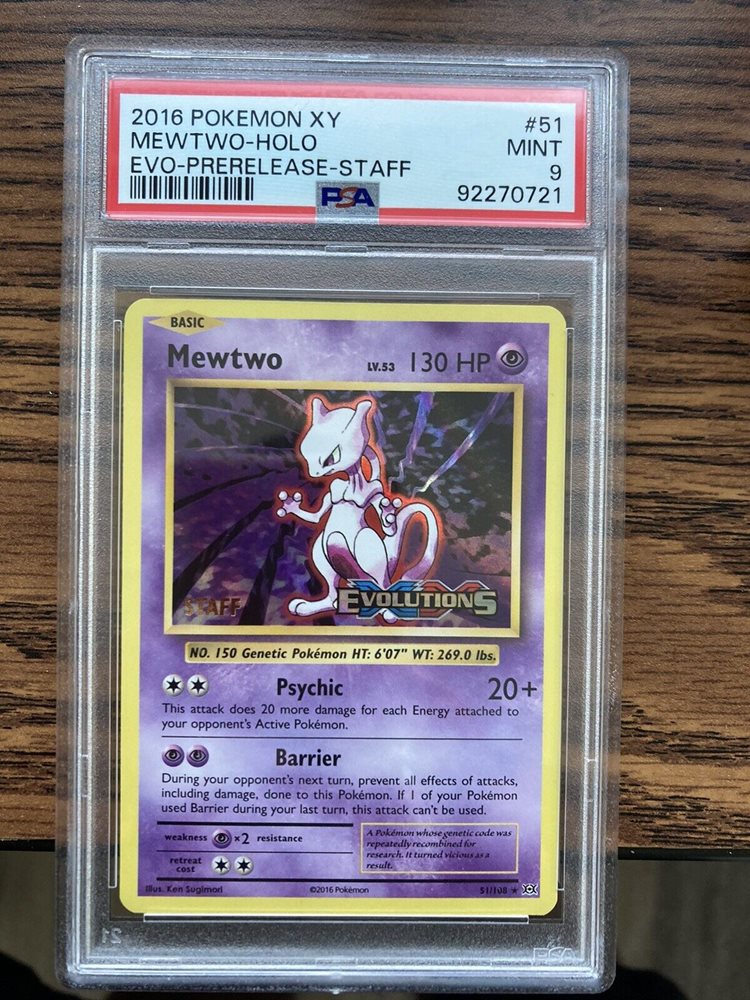 2016 POKEMON XY #51
MEWTWO-HOLO MINT
EVO-PRERELEASE-STAFF 9
PSA 92270721
BASIC
Mewtwo LV.53 130 HP
STAFF
EVOLUTIONS
NO. 150 Genetic Pokémon HT: 6'07" WT: 269.0 lbs.
Psychic 20+
This attack does 20 more damage for each Energy attached to
your opponent's Active Pokémon.
Barrier
During your opponent's next turn, prevent all effects of attacks,
including damage, done to this Pokémon. If 1 of your Pokémon
used Barrier during your last turn, this attack can't be used.
weakness ×2 resistance
retreat
cost
A Pokémon whose genetic code was
repeatedly recombined for
research. It turned vicious as a
result.
Illus. Ken Sugimori ©2016 Pokémon 51/108 ★